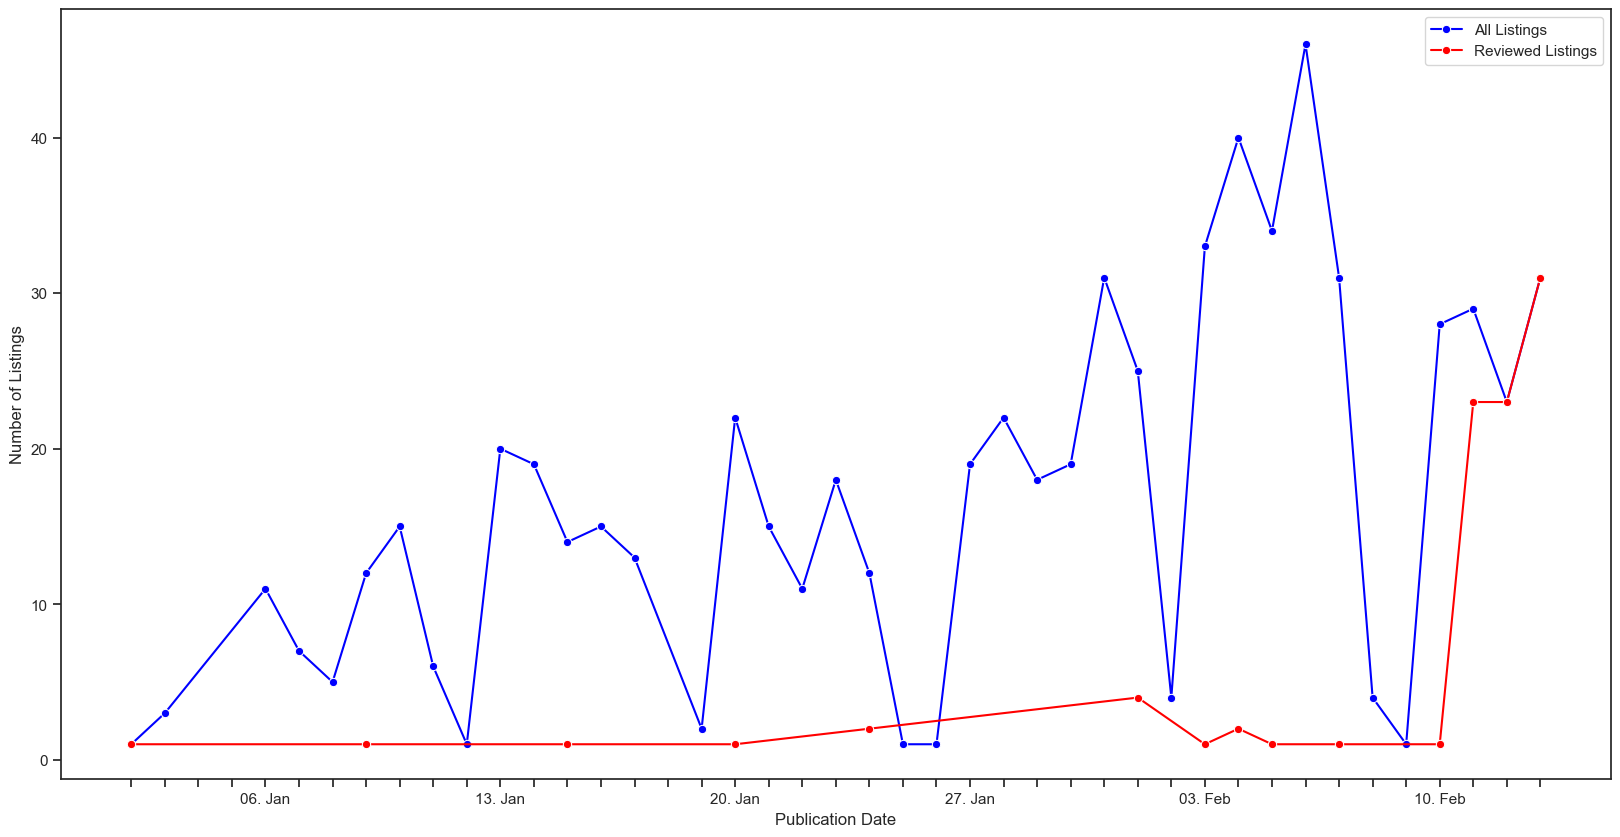 All Listings
Reviewed Listings
Number of Listings
40
30
20
10
0
06. Jan
13. Jan
20. Jan
27. Jan
03. Feb
10. Feb
Publication Date